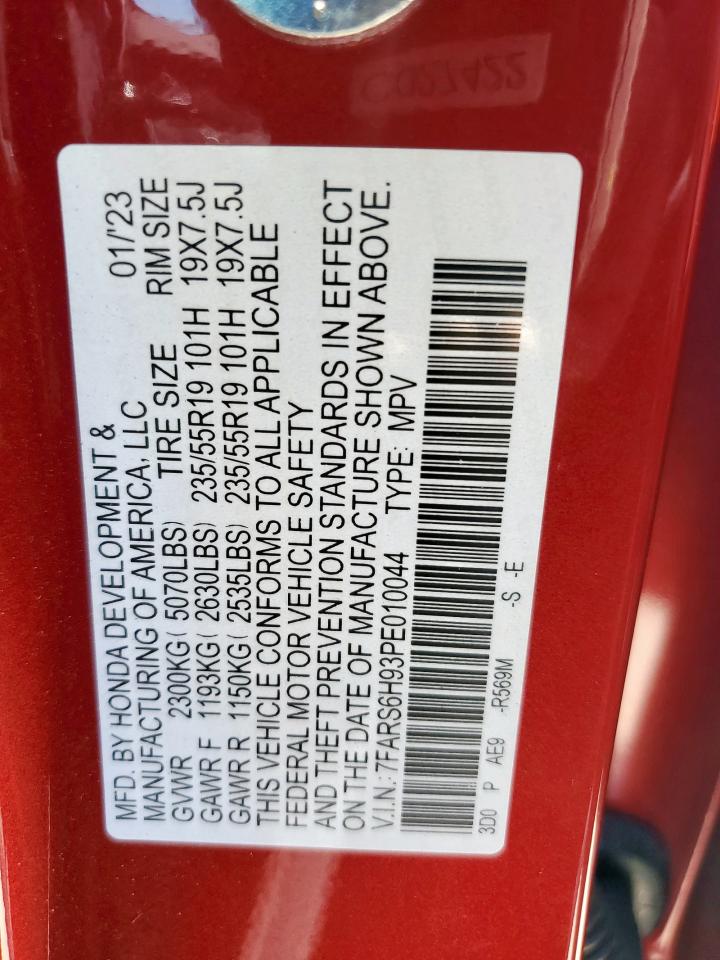 MFD. BY HONDA DEVELOPMENT & 01/'23
MANUFACTURING OF AMERICA, LLC
TIRE SIZE RIM SIZE
GVWR 2300KG( 5070LBS)
GAWR F 1193KG( 2630LBS) 235/55R19 101H 19X7.5J
GAWR R 1150KG( 2535LBS) 235/55R19 101H 19X7.5J
THIS VEHICLE CONFORMS TO ALL APPLICABLE
FEDERAL MOTOR VEHICLE SAFETY
AND THEFT PREVENTION STANDARDS IN EFFECT
ON THE DATE OF MANUFACTURE SHOWN ABOVE.
V.I.N.: 7FARS6H93PE010044 TYPE: MPV
3D0 P AE9 -R569M -S -E